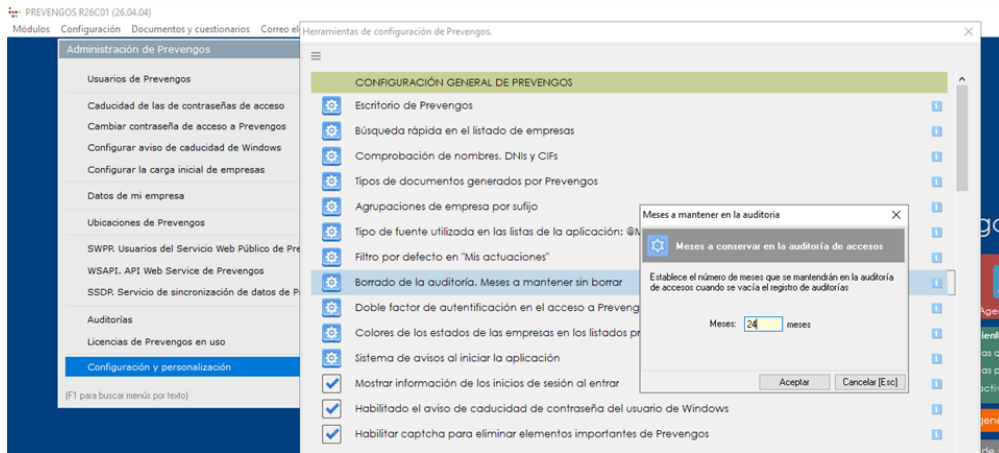 PREVENGOS R26C01 (26.04.04)
Módulos Configuración Documentos y cuestionarios Correo
Administración de Prevengos
Usuarios de Prevengos
Caducidad de las de contraseñas de acceso
Cambiar contraseña de acceso a Prevengos
Configurar aviso de caducidad de Windows
Configurar la carga inicial de empresas
Datos de mi empresa
Ubicaciones de Prevengos
SWPP. Usuarios del Servicio Web Público de Pre
WSAPI. API Web Service de Prevengos
SSDP. Servicio de sincronización de datos de P
Auditorías
Licencias de Prevengos en uso
Configuración y personalización
(F1 para buscar menús por texto)
Herramientas de configuración de Prevengos.
CONFIGURACIÓN GENERAL DE PREVENGOS
Escritorio de Prevengos
Búsqueda rápida en el listado de empresas
Comprobación de nombres, DNIs y CIFs
Tipos de documentos generados por Prevengos
Agrupaciones de empresa por sufijo
Tipo de fuente utilizada en las listas de la aplicación: @M
Filtro por defecto en "Mis actuaciones"
Borrado de la auditoría. Meses a mantener sin borrar
Doble factor de autentificación en el acceso a Preveng
Colores de los estados de las empresas en los listados pr
Sistema de avisos al iniciar la aplicación
Mostrar información de los inicios de sesión al entrar
Habilitado el aviso de caducidad de contraseña del usuario de Windows
Habilitar captcha para eliminar elementos importantes de Prevengos
Meses a mantener en la auditoria
Meses a conservar en la auditoría de accesos
Establece el número de meses que se mantendrán en la auditoría
de accesos cuando se vacía el registro de auditorías
Meses: 24 meses
Aceptar Cancelar [Esc]